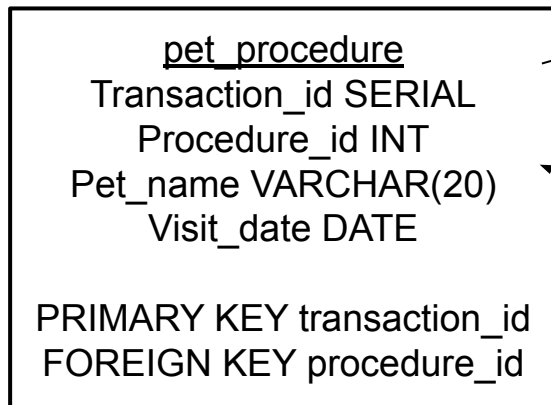 pet_procedure
Transaction_id SERIAL
Procedure_id INT
Pet_name VARCHAR(20)
Visit_date DATE
PRIMARY KEY transaction_id
FOREIGN KEY procedure_id